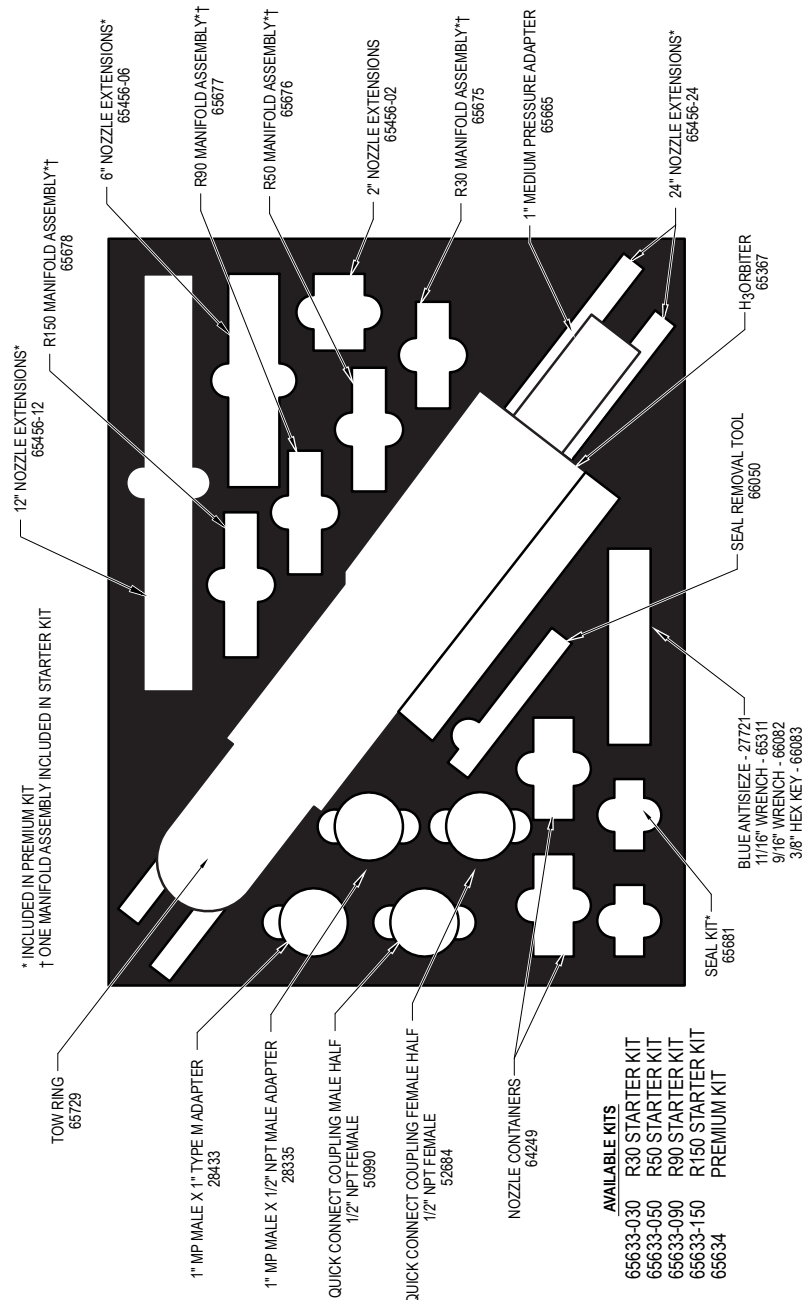 * INCLUDED IN PREMIUM KIT
† ONE MANIFOLD ASSEMBLY INCLUDED IN STARTER KIT
TOW RING
65729
1" MP MALE X 1" TYPE M ADAPTER
28433
1" MP MALE X 1/2" NPT MALE ADAPTER
28335
QUICK CONNECT COUPLING MALE HALF
1/2" NPT FEMALE
50990
QUICK CONNECT COUPLING FEMALE HALF
1/2" NPT FEMALE
52684
NOZZLE CONTAINERS
64249
12" NOZZLE EXTENSIONS*
65456-12
R150 MANIFOLD ASSEMBLY*†
65678
6" NOZZLE EXTENSIONS*
65456-06
R90 MANIFOLD ASSEMBLY*†
65677
R50 MANIFOLD ASSEMBLY*†
65676
2" NOZZLE EXTENSIONS
65456-02
R30 MANIFOLD ASSEMBLY*†
65675
1" MEDIUM PRESSURE ADAPTER
65665
24" NOZZLE EXTENSIONS*
65456-24
H3ORBITER
65367
SEAL REMOVAL TOOL
66050
BLUE ANTISIEZE - 27721
11/16" WRENCH - 65311
9/16" WRENCH - 66082
3/8" HEX KEY - 66083
SEAL KIT*
65681
AVAILABLE KITS
65633-030 R30 STARTER KIT
65633-050 R50 STARTER KIT
65633-090 R90 STARTER KIT
65633-150 R150 STARTER KIT
65634 PREMIUM KIT